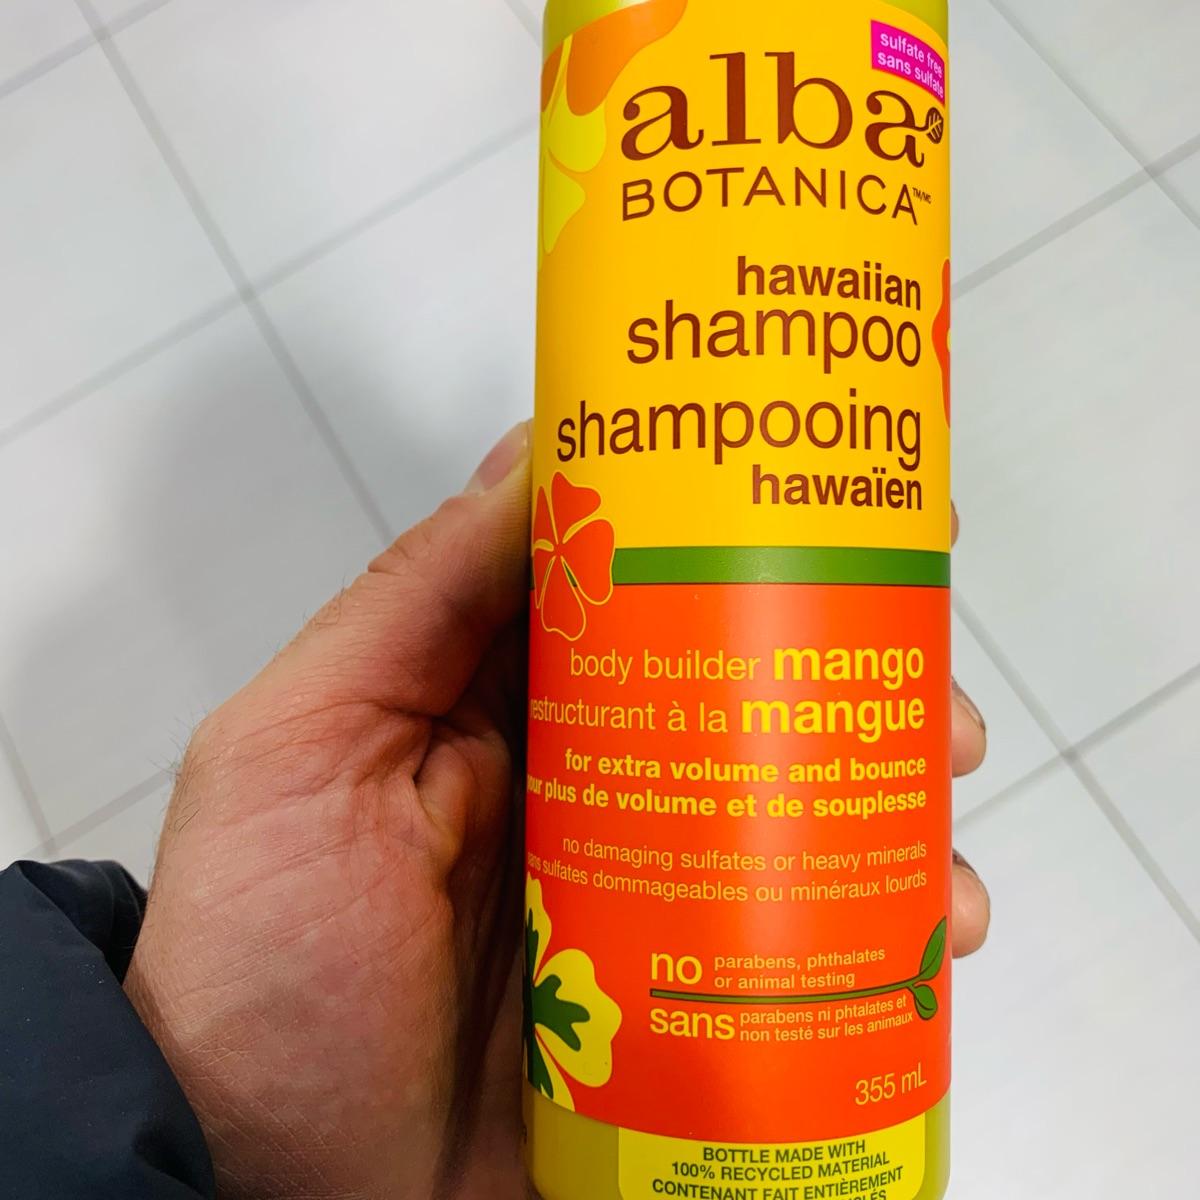 sulfate free
sans sulfate
alba
BOTANICA™/MC
hawaiian
shampoo
shampooing
hawaïen
body builder mango
restructurant à la mangue
for extra volume and bounce
pour plus de volume et de souplesse
no damaging sulfates or heavy minerals
sans sulfates dommageables ou minéraux lourds
no parabens, phthalates
or animal testing
sans parabens ni phtalates et
non testé sur les animaux
355 mL
BOTTLE MADE WITH
100% RECYCLED MATERIAL
CONTENANT FAIT ENTIÈREMENT